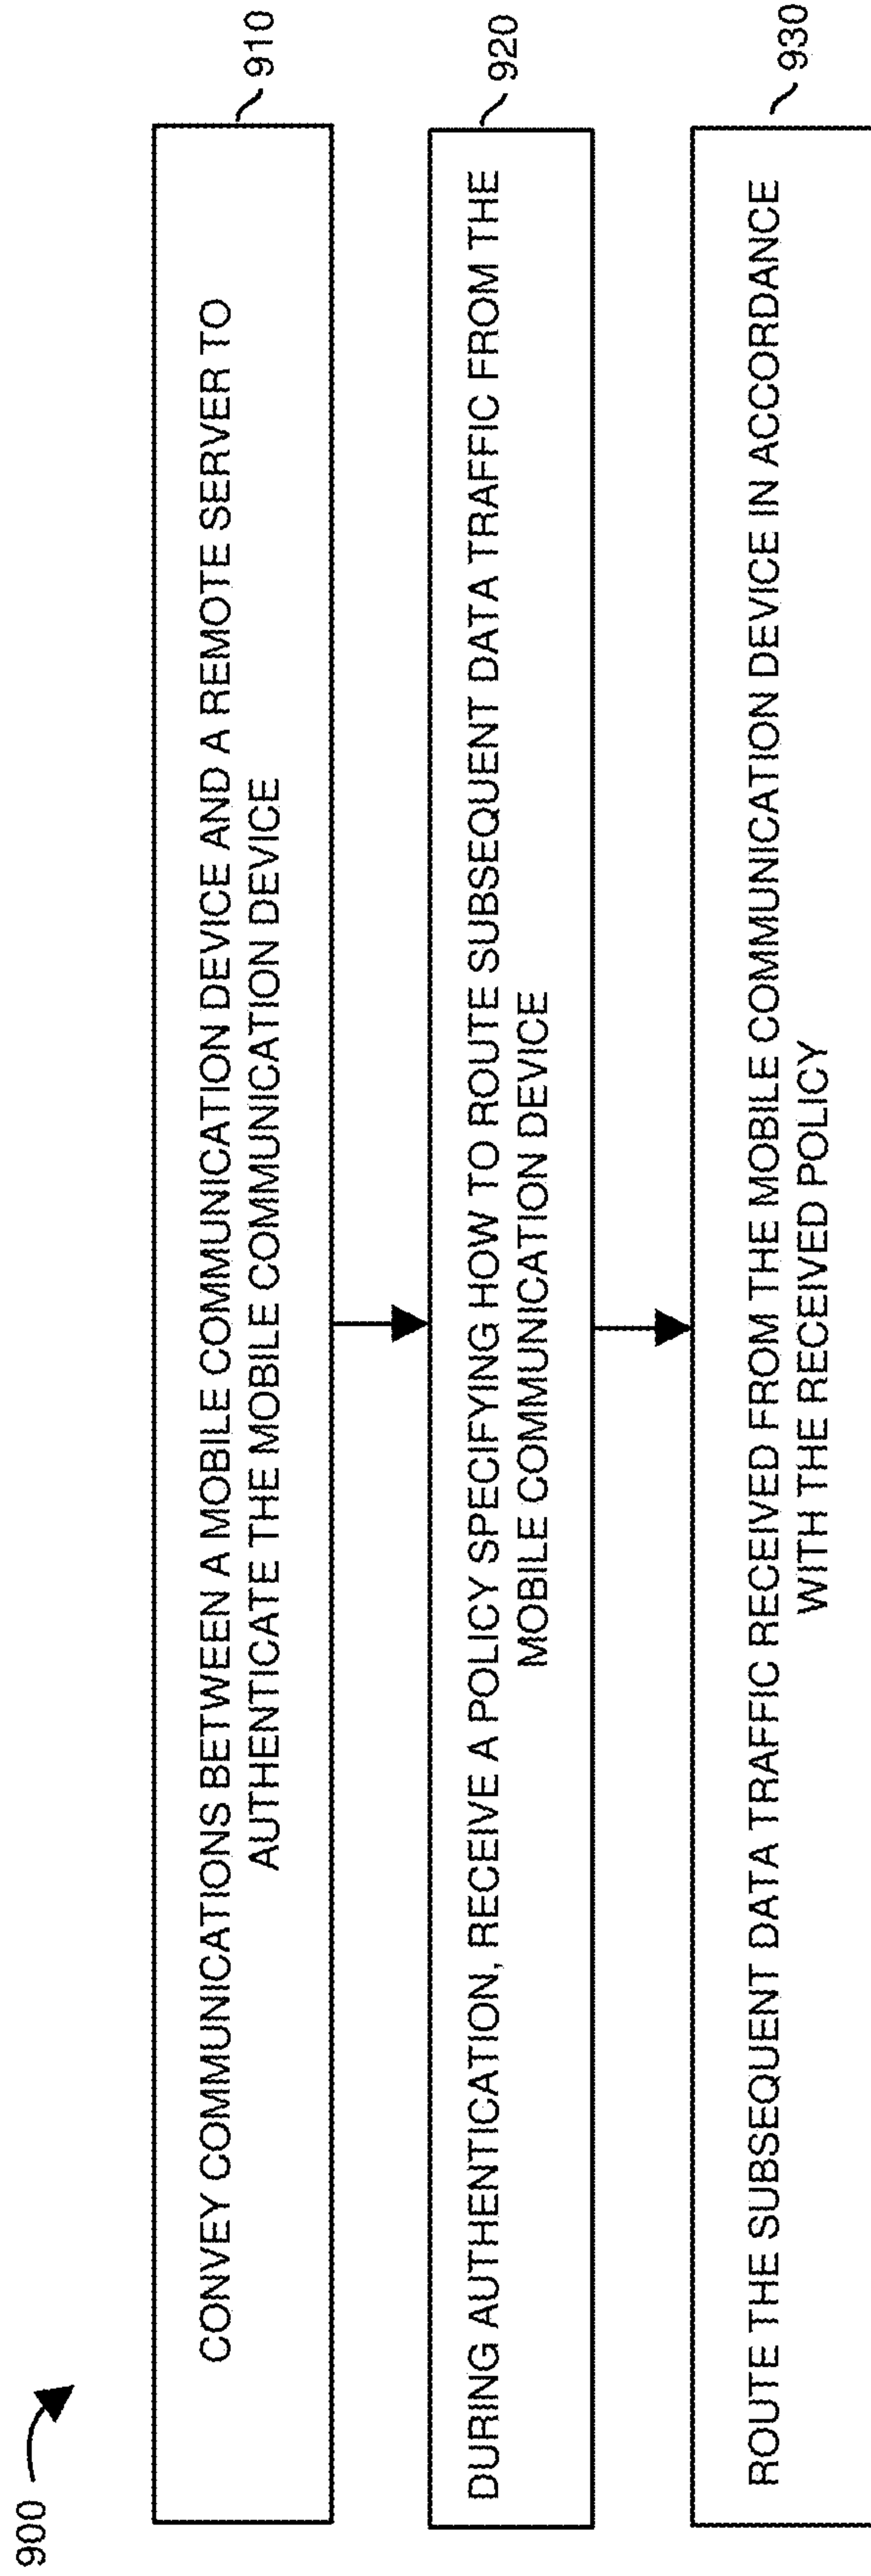 900
CONVEY COMMUNICATIONS BETWEEN A MOBILE COMMUNICATION DEVICE AND A REMOTE SERVER TO
AUTHENTICATE THE MOBILE COMMUNICATION DEVICE
910
DURING AUTHENTICATION, RECEIVE A POLICY SPECIFYING HOW TO ROUTE SUBSEQUENT DATA TRAFFIC FROM THE
MOBILE COMMUNICATION DEVICE
920
ROUTE THE SUBSEQUENT DATA TRAFFIC RECEIVED FROM THE MOBILE COMMUNICATION DEVICE IN ACCORDANCE
WITH THE RECEIVED POLICY
930